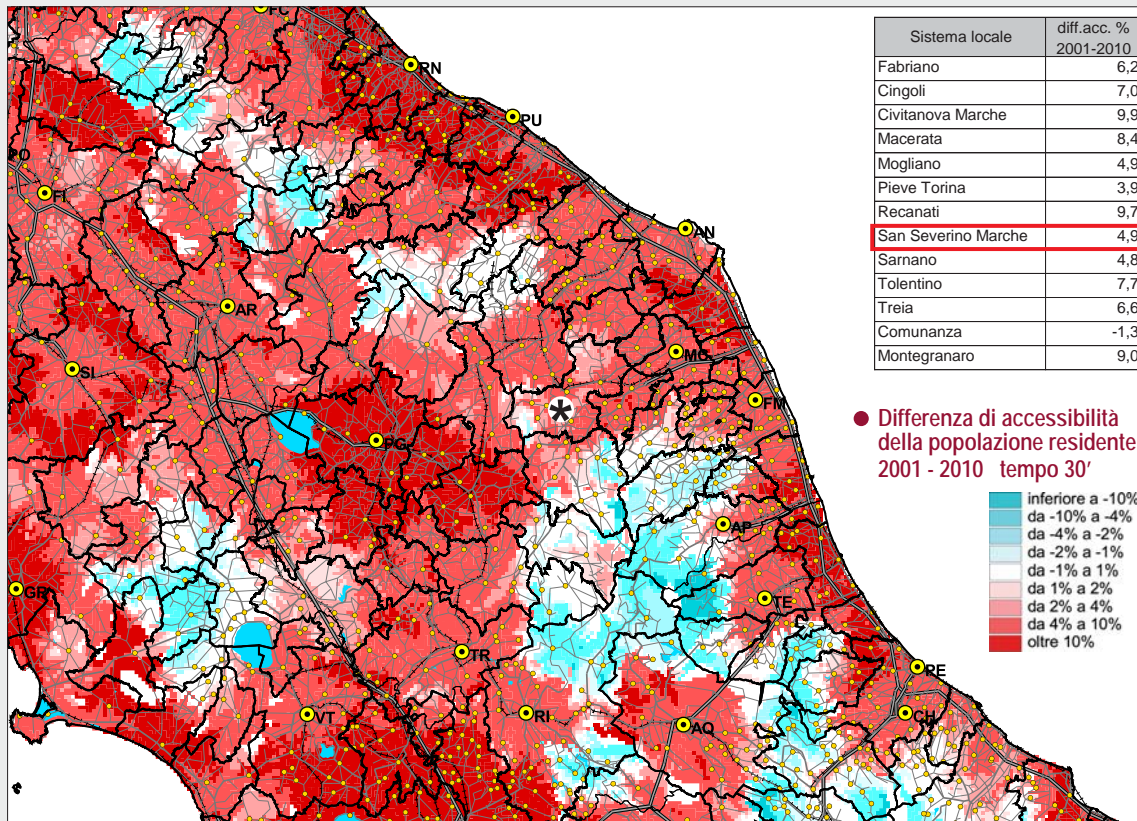 FC
RN
PU
FI
AN
AR
MC
SI
FM
PG
AP
GR
TE
TR
PE
VT
RI
AQ
CH
Sistema locale diff.acc. %
2001-2010
Fabriano 6,2
Cingoli 7,0
Civitanova Marche 9,9
Macerata 8,4
Mogliano 4,9
Pieve Torina 3,9
Recanati 9,7
San Severino Marche 4,9
Sarnano 4,8
Tolentino 7,7
Treia 6,6
Comunanza -1,3
Montegranaro 9,0
Differenza di accessibilità
della popolazione residente
2001 - 2010 tempo 30′
inferiore a -10%
da -10% a -4%
da -4% a -2%
da -2% a -1%
da -1% a 1%
da 1% a 2%
da 2% a 4%
da 4% a 10%
oltre 10%